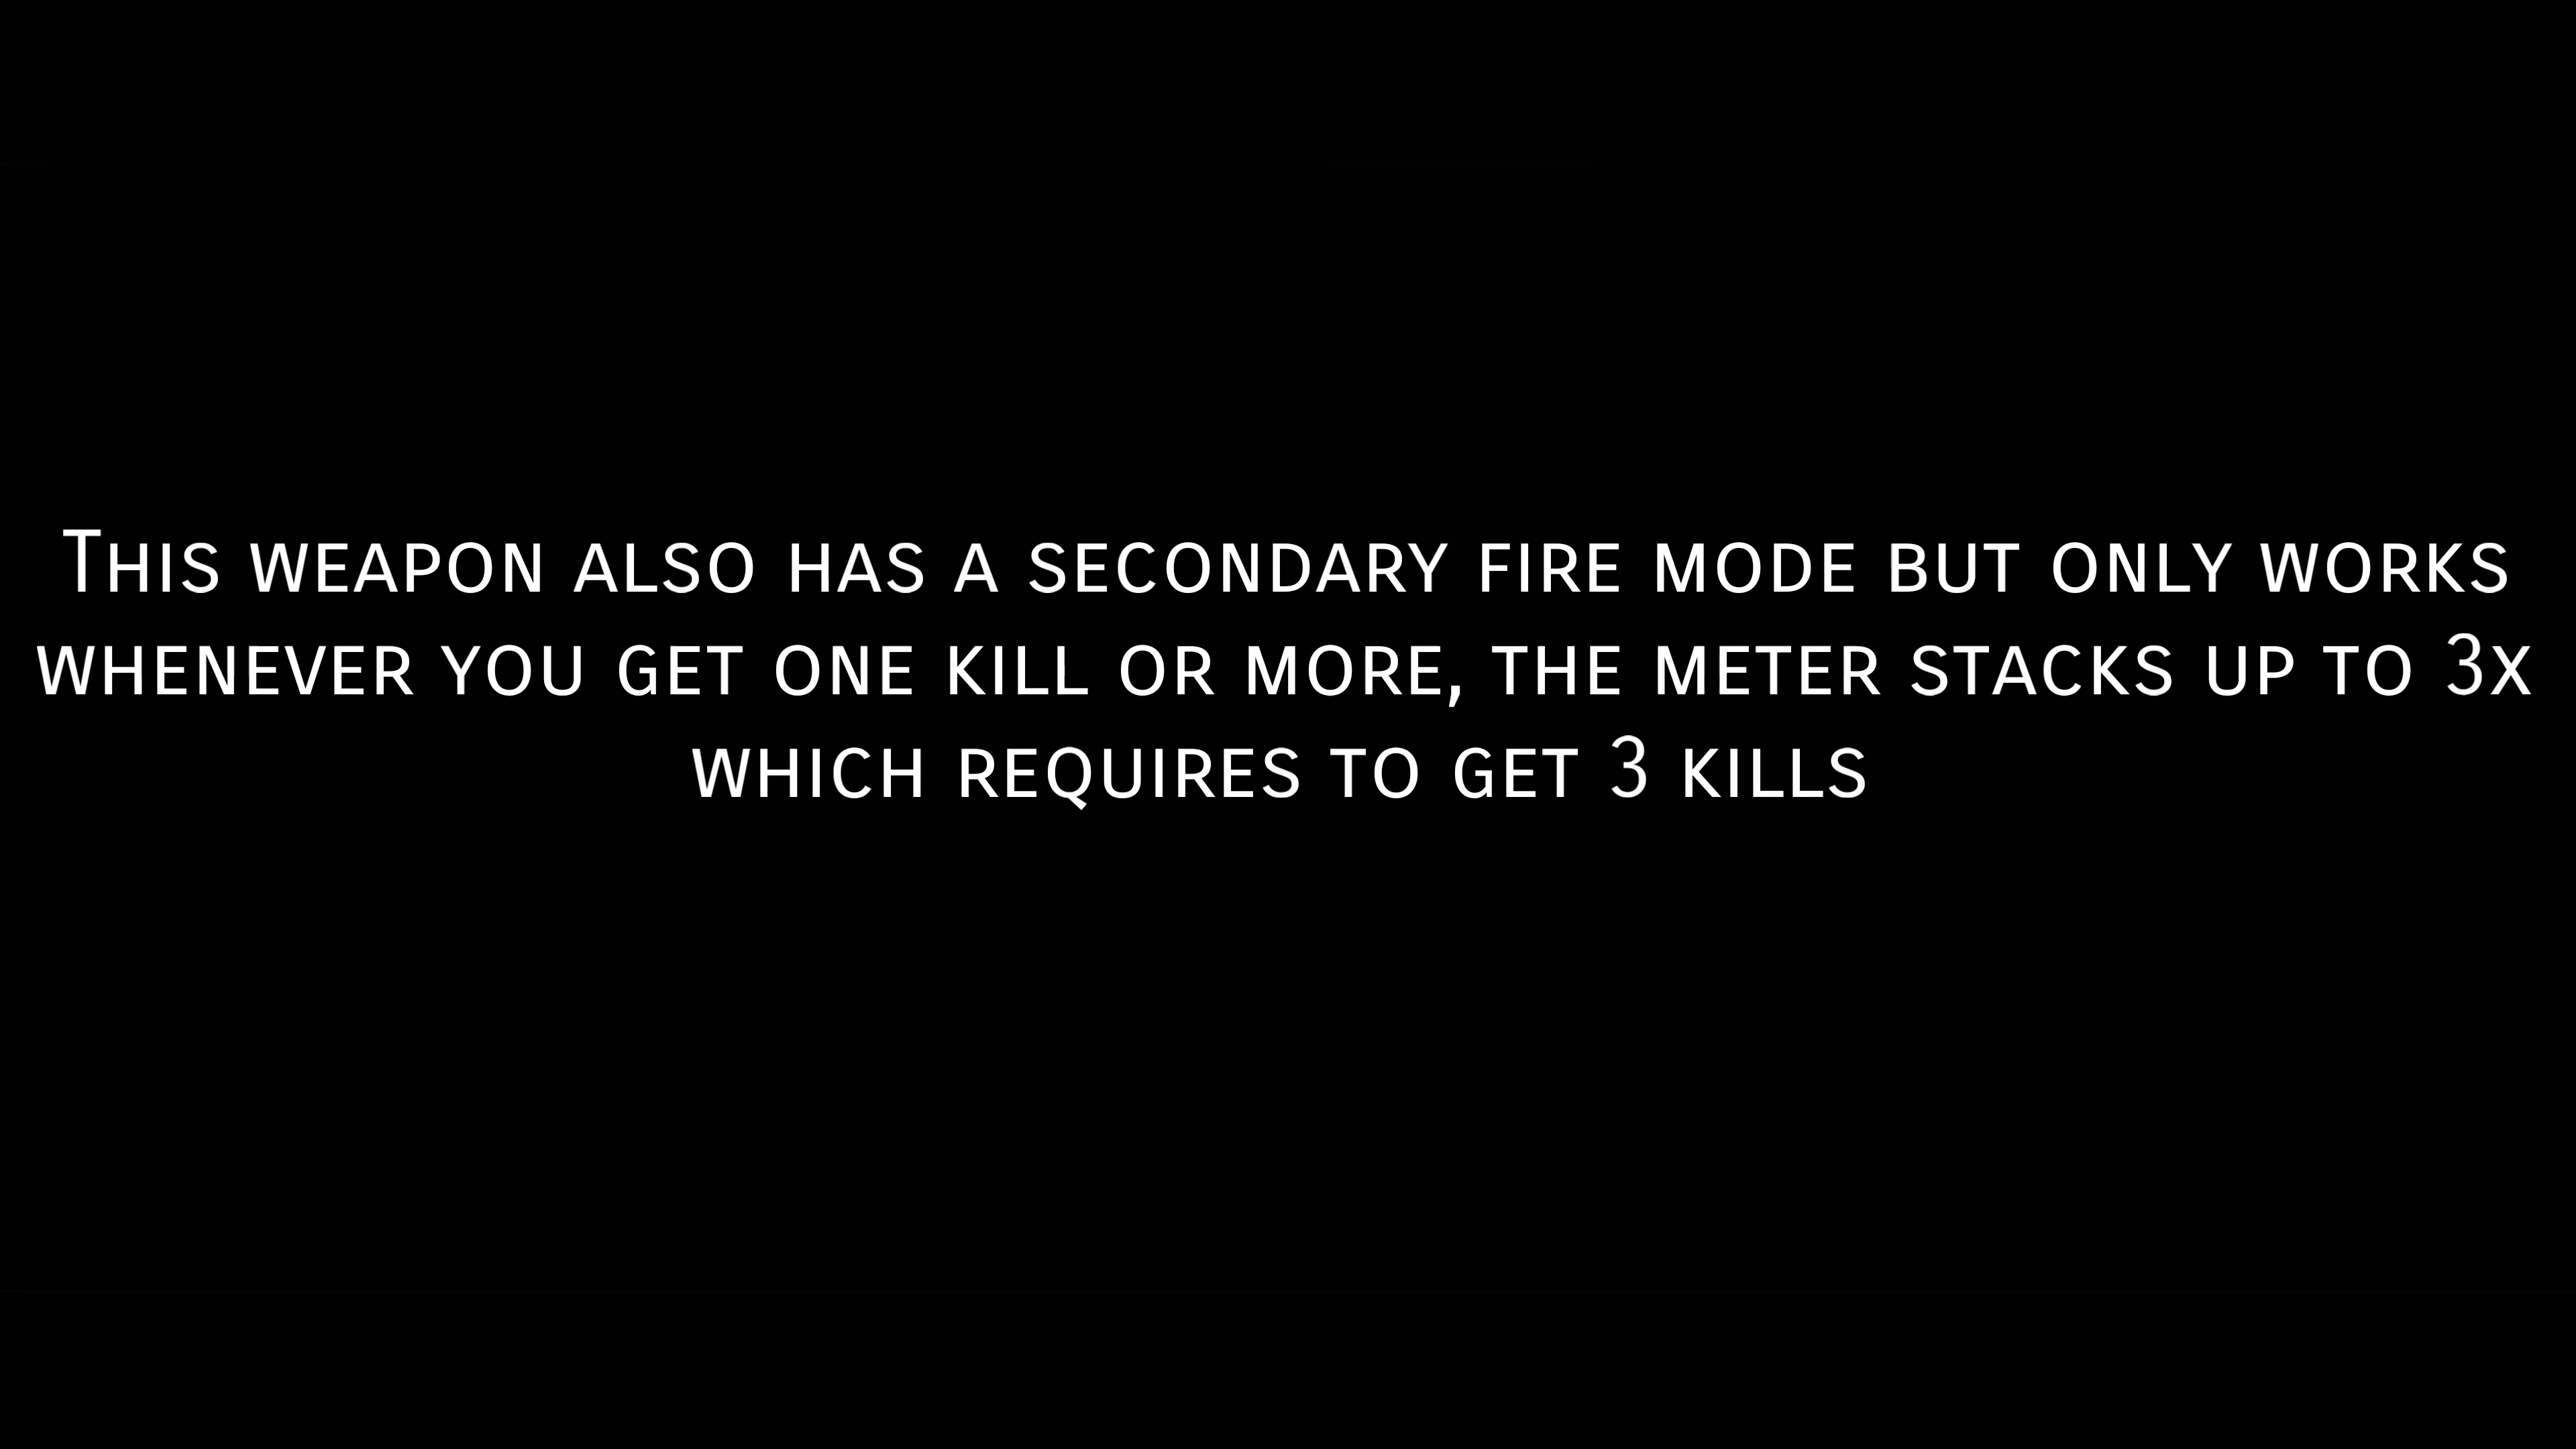 This weapon also has a secondary fire mode but only works
whenever you get one kill or more, the meter stacks up to 3x
which requires to get 3 kills